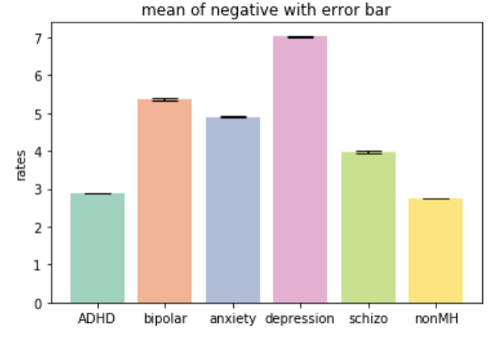 mean of negative with error bar
7
6
5
4
3
2
1
0
rates
ADHD bipolar anxiety depression schizo nonMH